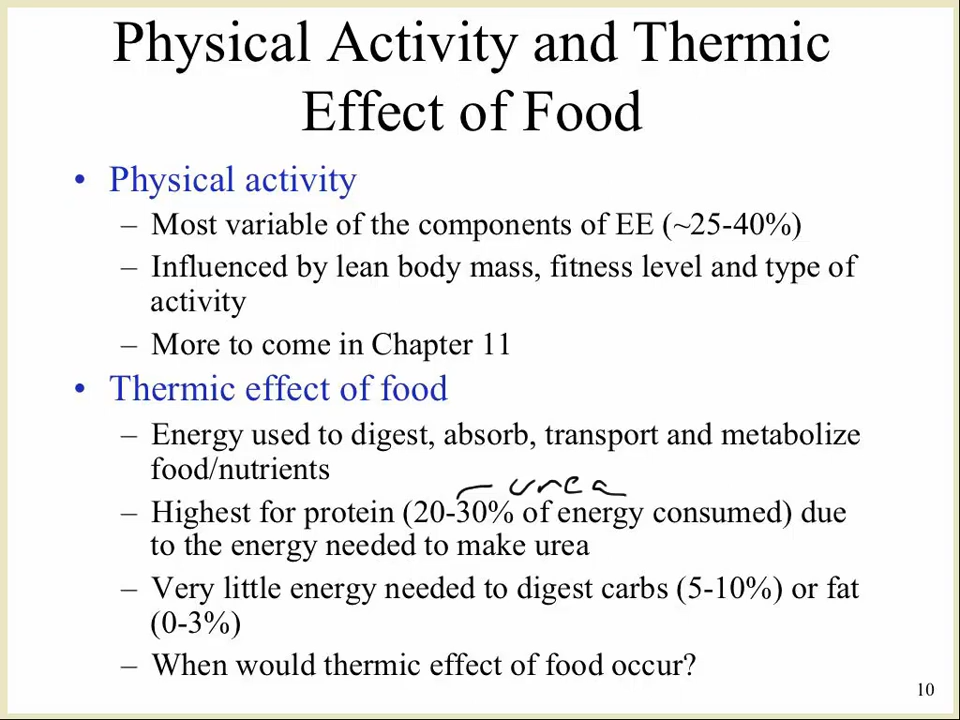 Physical Activity and Thermic
Effect of Food
• Physical activity
– Most variable of the components of EE (~25-40%)
– Influenced by lean body mass, fitness level and type of
activity
– More to come in Chapter 11
• Thermic effect of food
– Energy used to digest, absorb, transport and metabolize
food/nutrients
– urea
– Highest for protein (20-30% of energy consumed) due
to the energy needed to make urea
– Very little energy needed to digest carbs (5-10%) or fat
(0-3%)
– When would thermic effect of food occur?
10